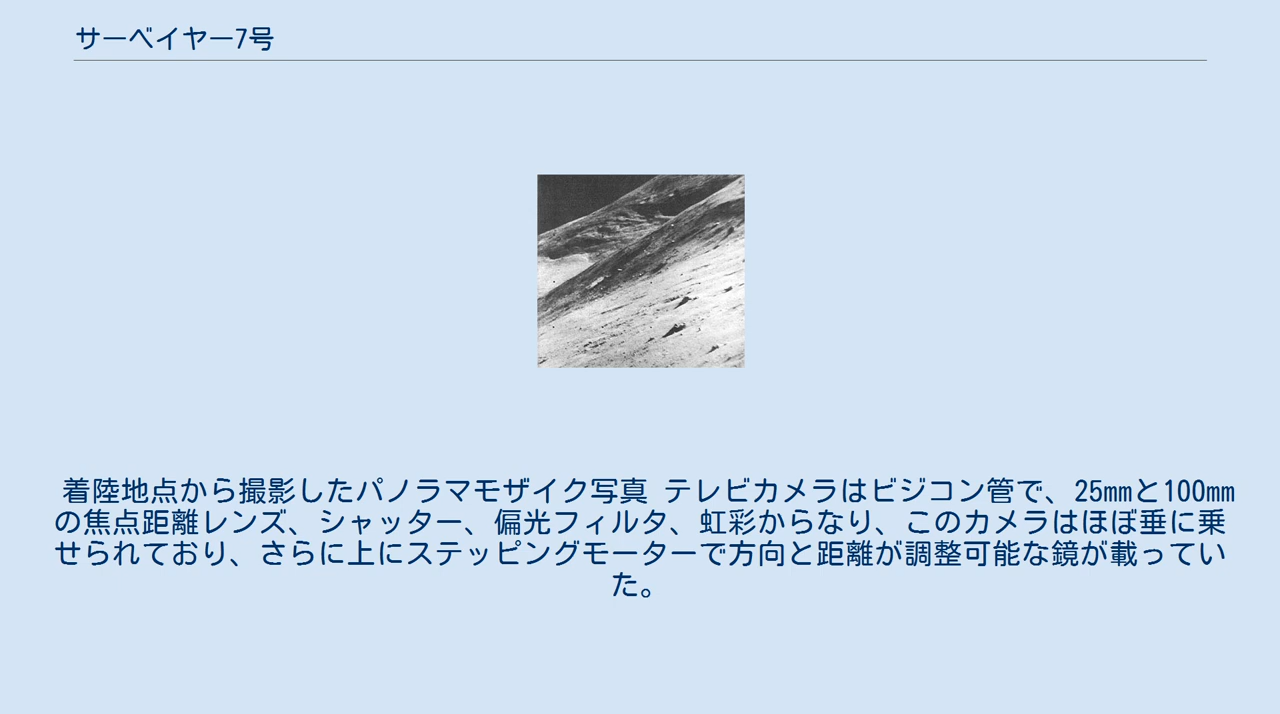 サーベイヤー7号
着陸地点から撮影したパノラマモザイク写真 テレビカメラはビジコン管で、25㎜と100㎜
の焦点距離レンズ、シャッター、偏光フィルタ、虹彩からなり、このカメラはほぼ垂に乗
せられており、さらに上にステッピングモーターで方向と距離が調整可能な鏡が載ってい
た。